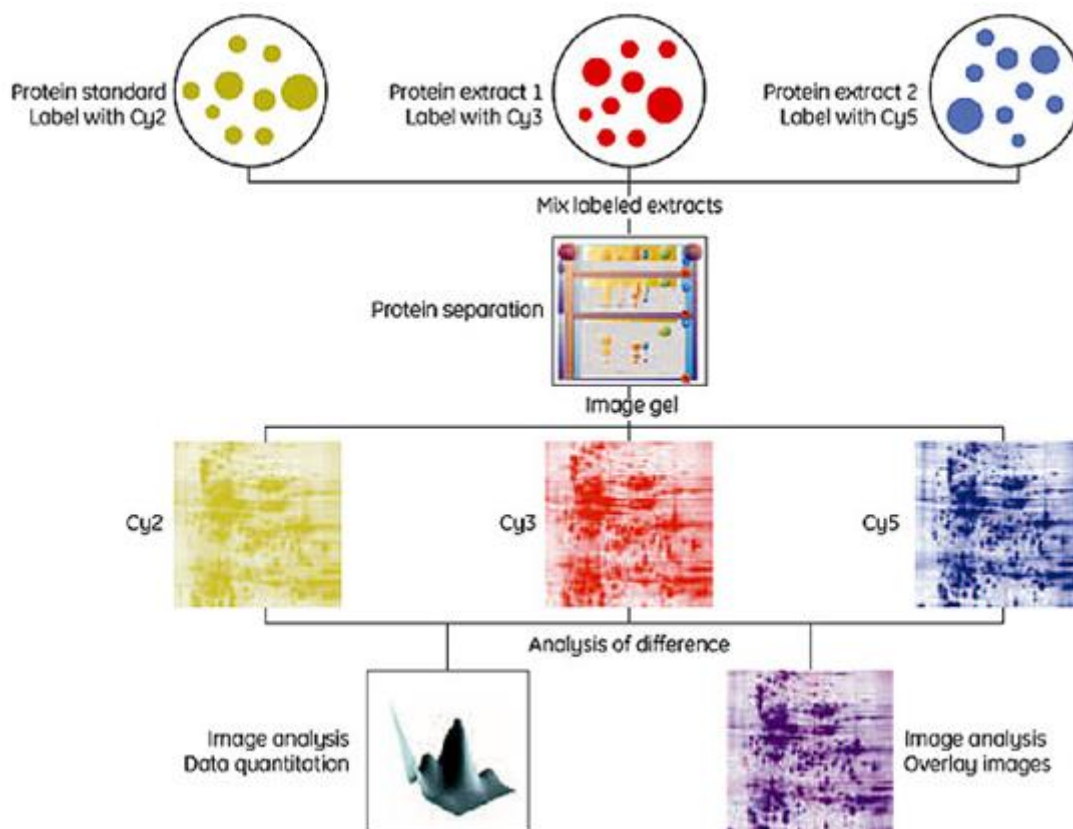 Protein standard
Label with Cy2
Protein extract 1
Label with Cy3
Protein extract 2
Label with Cy5
Mix labeled extracts
Protein separation
Image gel
Cy2
Cy3
Cy5
Analysis of difference
Image analysis
Data quantitation
Image analysis
Overlay images